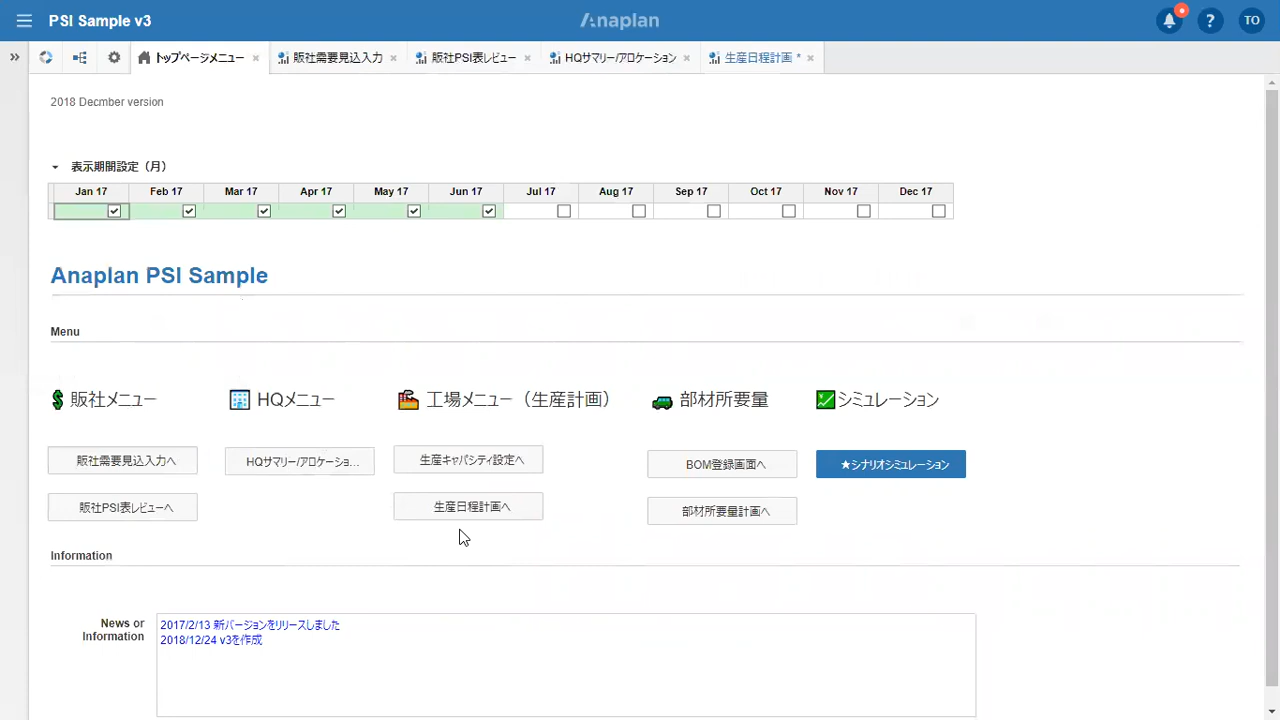 PSI Sample v3
Anaplan
?
TO
トップページメニュー
販社需要見込入力
販社PSI表レビュー
HQサマリー/アロケーション
生産日程計画 *
2018 Decmber version
表示期間設定（月）
Jan 17 Feb 17 Mar 17 Apr 17 May 17 Jun 17 Jul 17 Aug 17 Sep 17 Oct 17 Nov 17 Dec 17
Anaplan PSI Sample
Menu
販社メニュー
HQメニュー
工場メニュー（生産計画）
部材所要量
シミュレーション
販社需要見込入力へ
HQサマリー/アロケーショ...
生産キャパシティ設定へ
BOM登録画面へ
★シナリオシミュレーション
販社PSI表レビューへ
生産日程計画へ
部材所要量計画へ
Information
News or
Information
2017/2/13 新バージョンをリリースしました
2018/12/24 v3を作成